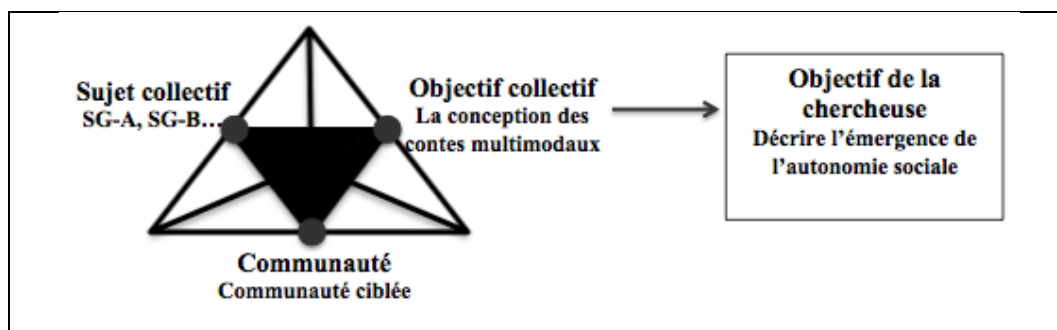 Sujet collectif
SG-A, SG-B...
Objectif collectif
La conception des
contes multimodaux
Objectif de la
chercheuse
Décrire l'émergence de
l'autonomie sociale
Communauté
Communauté ciblée